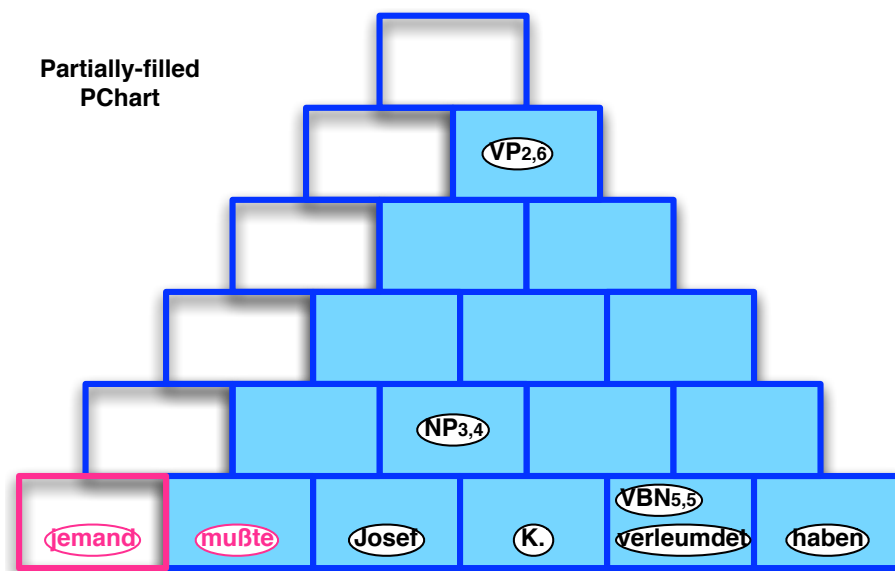 Partially-filled
PChart
VP2,6
NP3,4
VBN5,5
jemand mußte Josef K. verleumdet haben